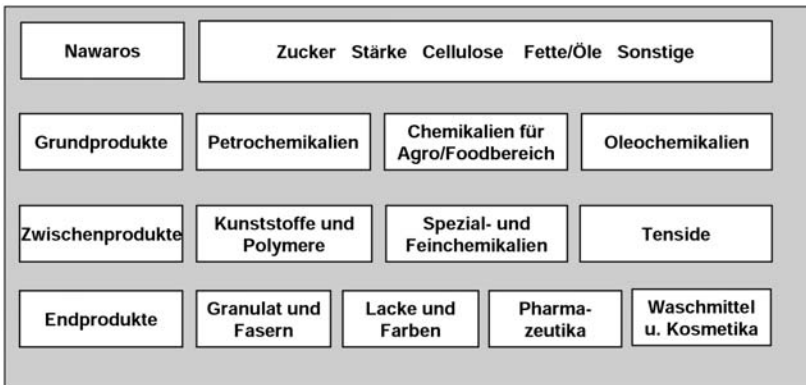 Nawaros
Zucker Stärke Cellulose Fette/Öle Sonstige
Grundprodukte
Petrochemikalien
Chemikalien für
Agro/Foodbereich
Oleochemikalien
Zwischenprodukte
Kunststoffe und
Polymere
Spezial- und
Feinchemikalien
Tenside
Endprodukte
Granulat und
Fasern
Lacke und
Farben
Pharma-
zeutika
Waschmittel
u. Kosmetika